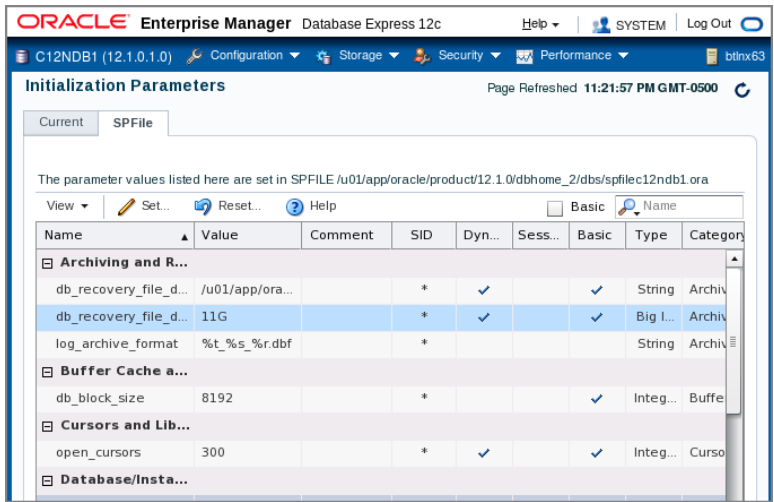 ORACLE Enterprise Manager Database Express 12c Help SYSTEM Log Out
C12NDB1 (12.1.0.1.0) Configuration Storage Security Performance btlnx63
Initialization Parameters Page Refreshed 11:21:57 PM GMT-0500
Current SPFile
The parameter values listed here are set in SPFILE /u01/app/oracle/product/12.1.0/dbhome_2/dbs/spfilec12ndb1.ora
View Set... Reset... Help Basic Name
Name Value Comment SID Dyn... Sess... Basic Type Category
Archiving and R...
db_recovery_file_d... /u01/app/ora... * String Archiv
db_recovery_file_d... 11G * Big I... Archiv
log_archive_format %t_%s_%r.dbf * String Archiv
Buffer Cache a...
db_block_size 8192 * Integ... Buffe
Cursors and Lib...
open_cursors 300 * Integ... Curso
Database/Insta...